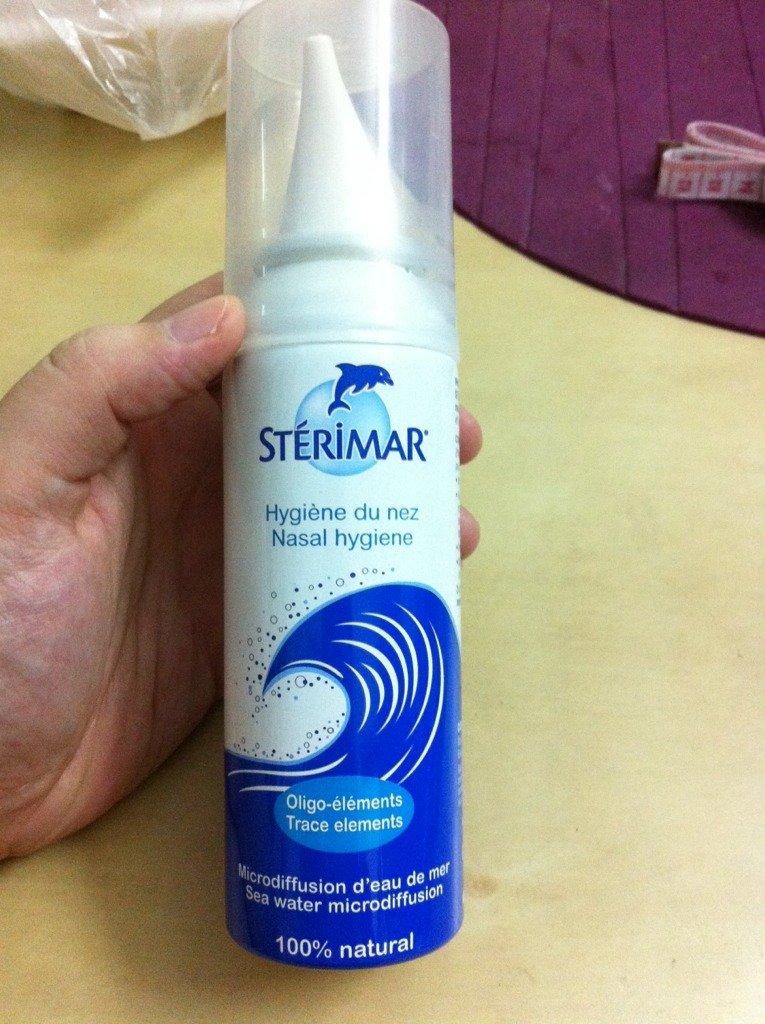 STÉRIMAR®
Hygiène du nez
Nasal hygiene
Oligo-éléments
Trace elements
Microdiffusion d'eau de mer
Sea water microdiffusion
100% natural